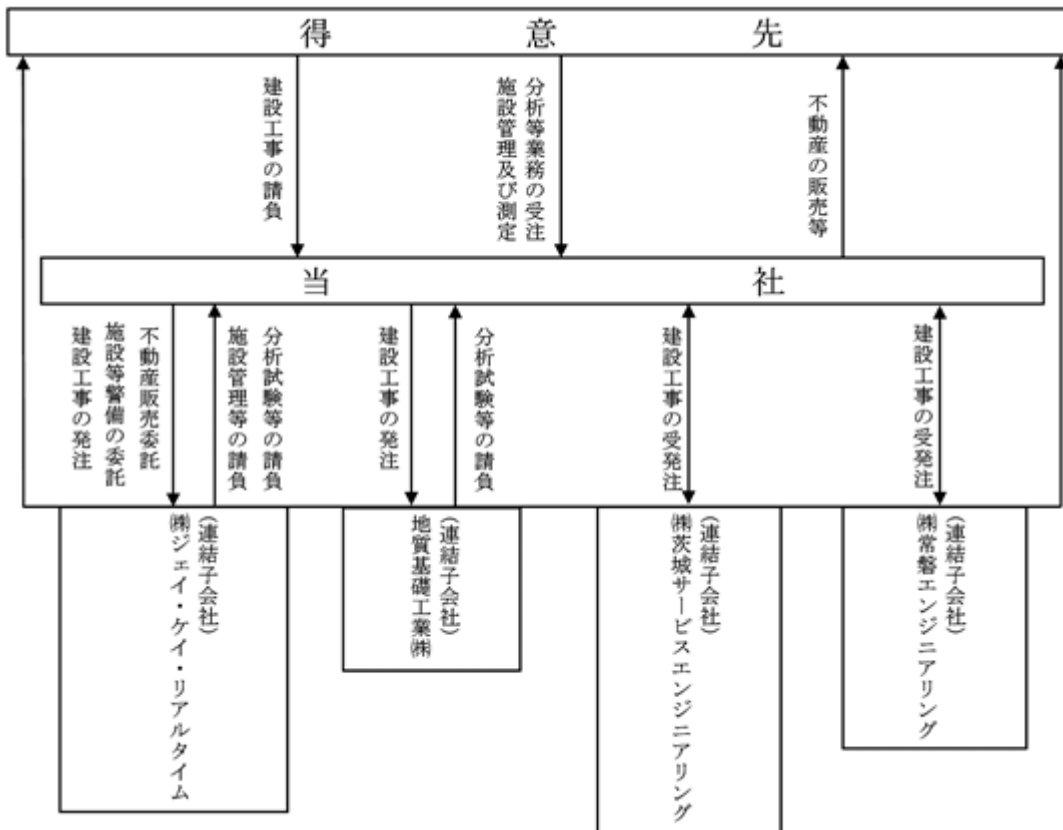 得意先
建設工事の請負
分析等業務の受注
施設管理及び測定
不動産の販売等
当社
不動産販売委託
施設等警備の委託
建設工事の発注
分析試験等の請負
施設管理等の請負
建設工事の発注
分析試験等の請負
建設工事の受発注
建設工事の受発注
(連結子会社)
㈱ジェイ・ケイ・リアルタイム
(連結子会社)
地質基礎工業㈱
(連結子会社)
㈱茨城サービスエンジニアリング
(連結子会社)
㈱常磐エンジニアリング